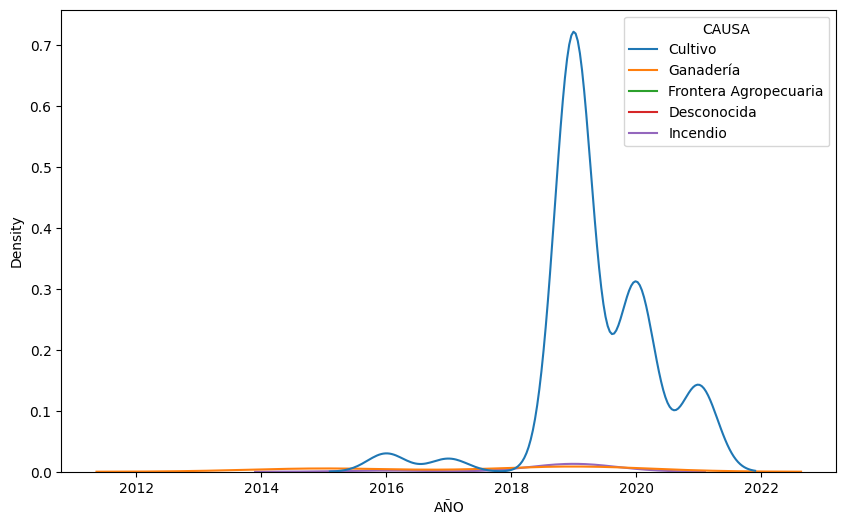 CAUSA
Cultivo
Ganadería
Frontera Agropecuaria
Desconocida
Incendio
0.7
0.6
0.5
0.4
0.3
0.2
0.1
0.0
Density
2012 2014 2016 2018 2020 2022
AÑO